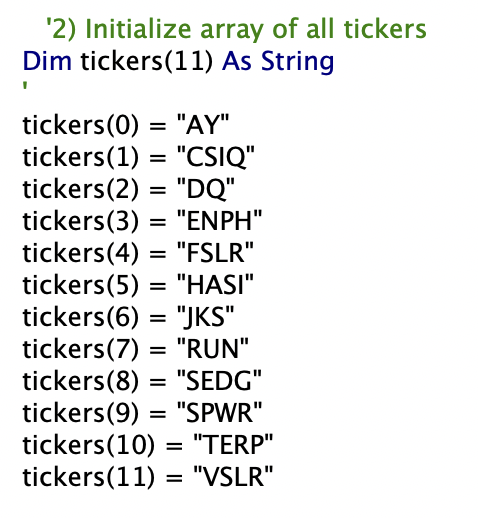 '2) Initialize array of all tickers
Dim tickers(11) As String
'
tickers(0) = "AY"
tickers(1) = "CSIQ"
tickers(2) = "DQ"
tickers(3) = "ENPH"
tickers(4) = "FSLR"
tickers(5) = "HASI"
tickers(6) = "JKS"
tickers(7) = "RUN"
tickers(8) = "SEDG"
tickers(9) = "SPWR"
tickers(10) = "TERP"
tickers(11) = "VSLR"